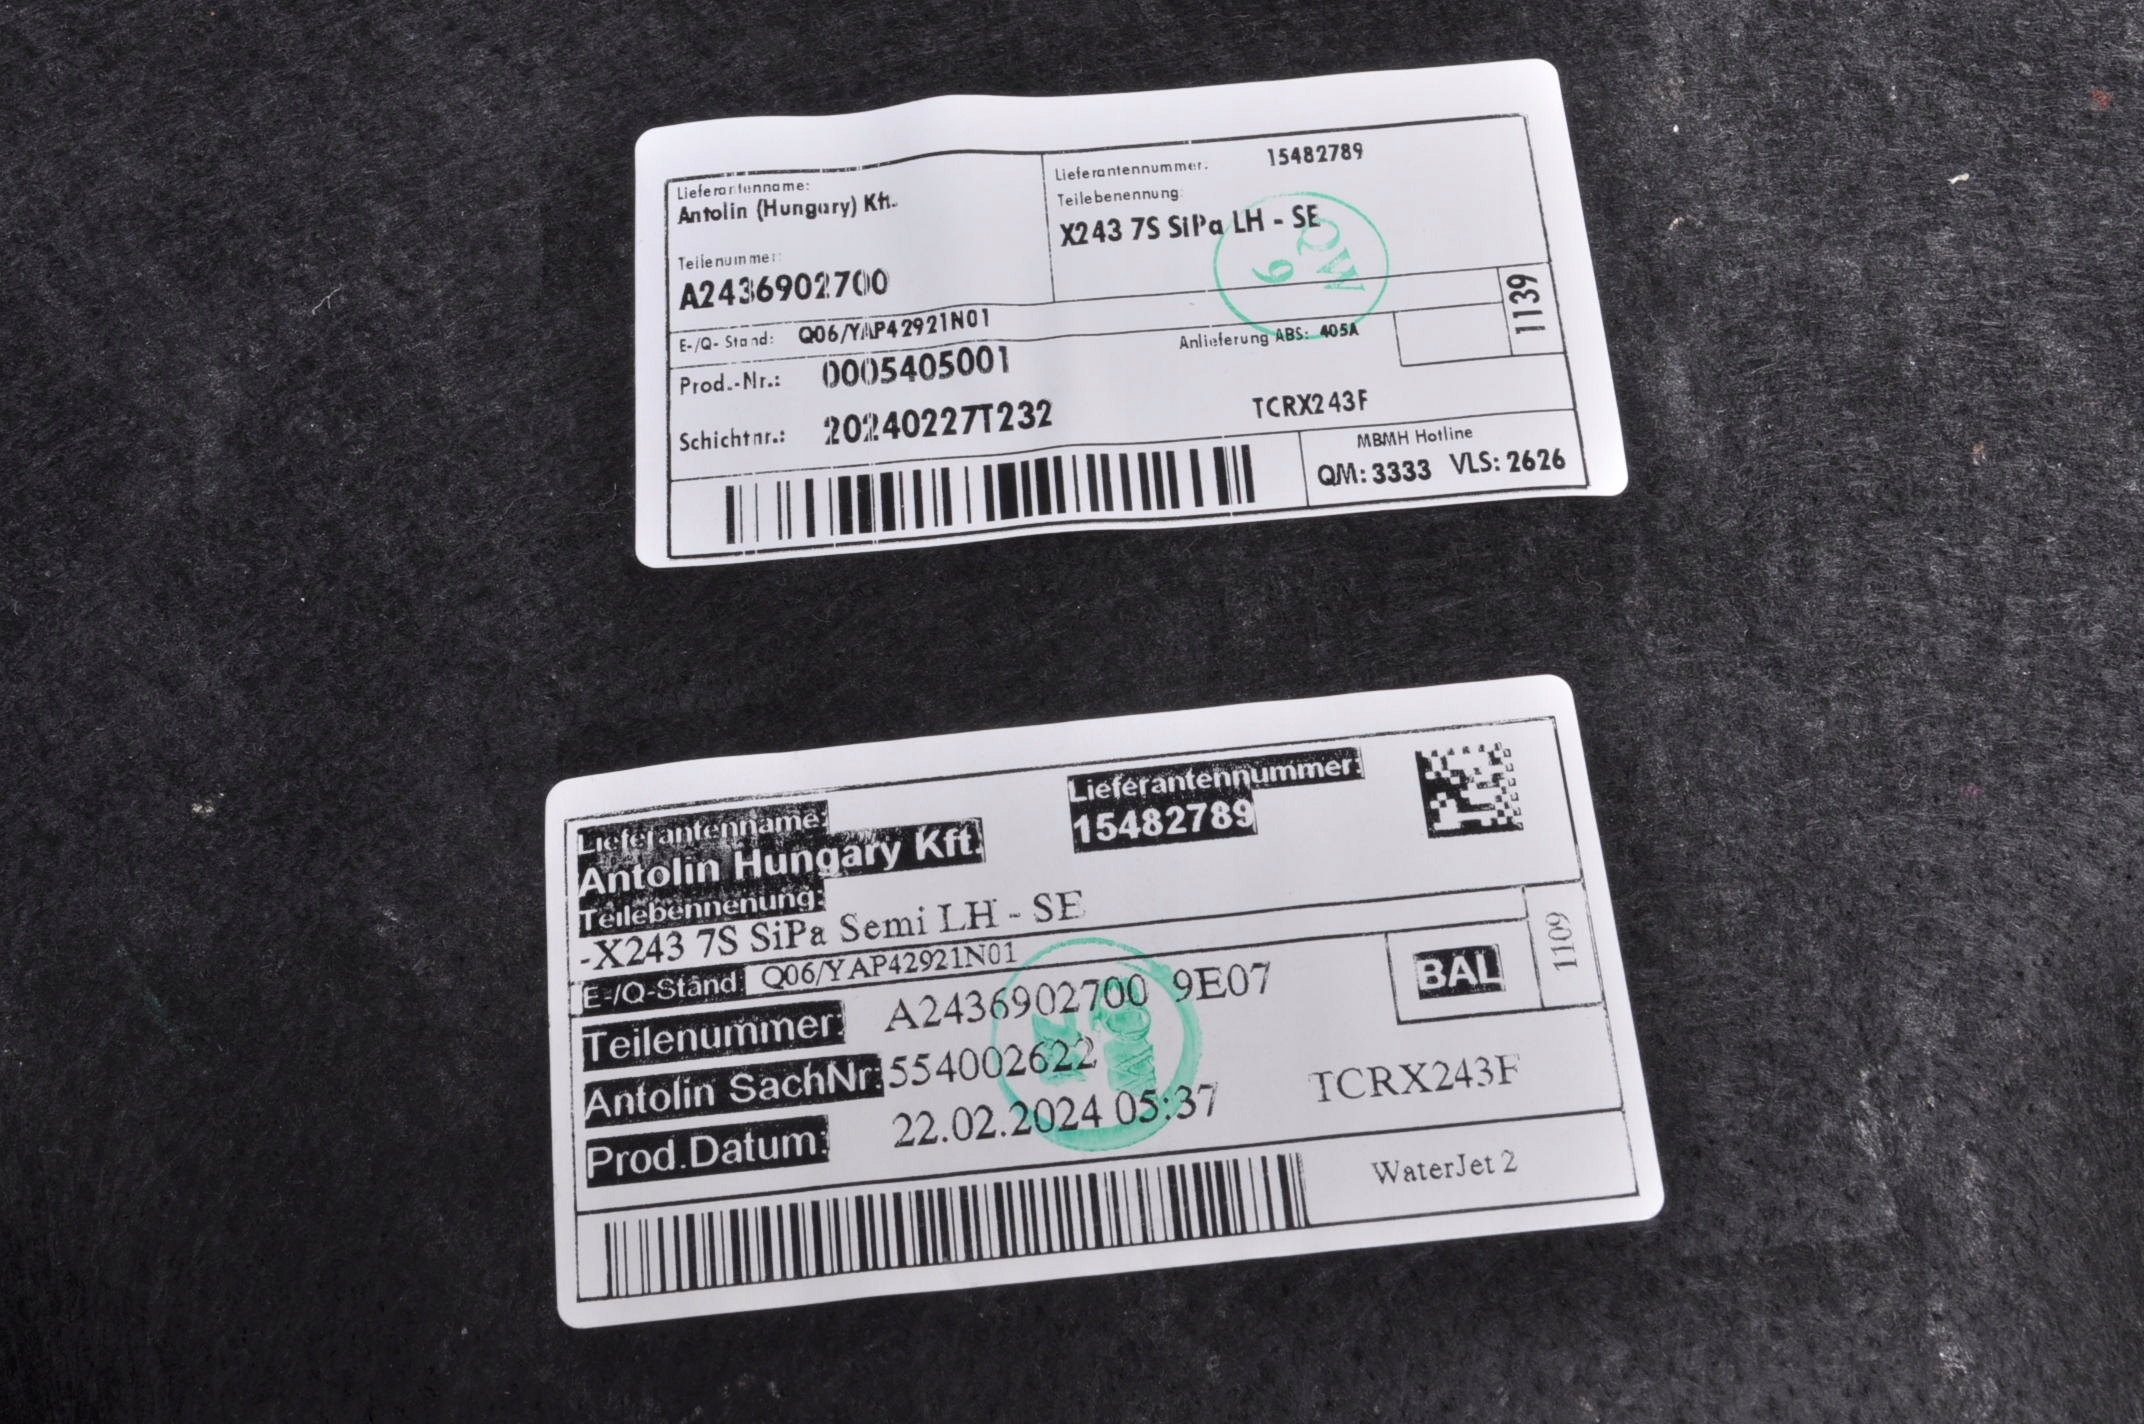 Lieferantenname:
Antolin (Hungary) Kft.
Lieferantennummer: 15482789
Teilebenennung:
X243 7S SiPa LH - SE
Teilenummer:
A2436902700
QM
6
E-/Q- Stand: Q06/YAP42921N01
1139
Prod.-Nr.: 0005405001
Anlieferung ABS: 405A
Schichtnr.: 20240227T232
TCRX243F
MBMH Hotline
QM: 3333 VLS: 2626
Lieferantenname:
Antolin Hungary Kft.
Lieferantennummer:
15482789
Teilebennenung:
-X243 7S SiPa Semi LH - SE
E-/Q-Stand: Q06/YAP42921N01
BAL
1109
Teilenummer: A2436902700 9E07
Antolin SachNr: 554002622
Prod.Datum: 22.02.2024 05:37
TCRX243F
WaterJet 2